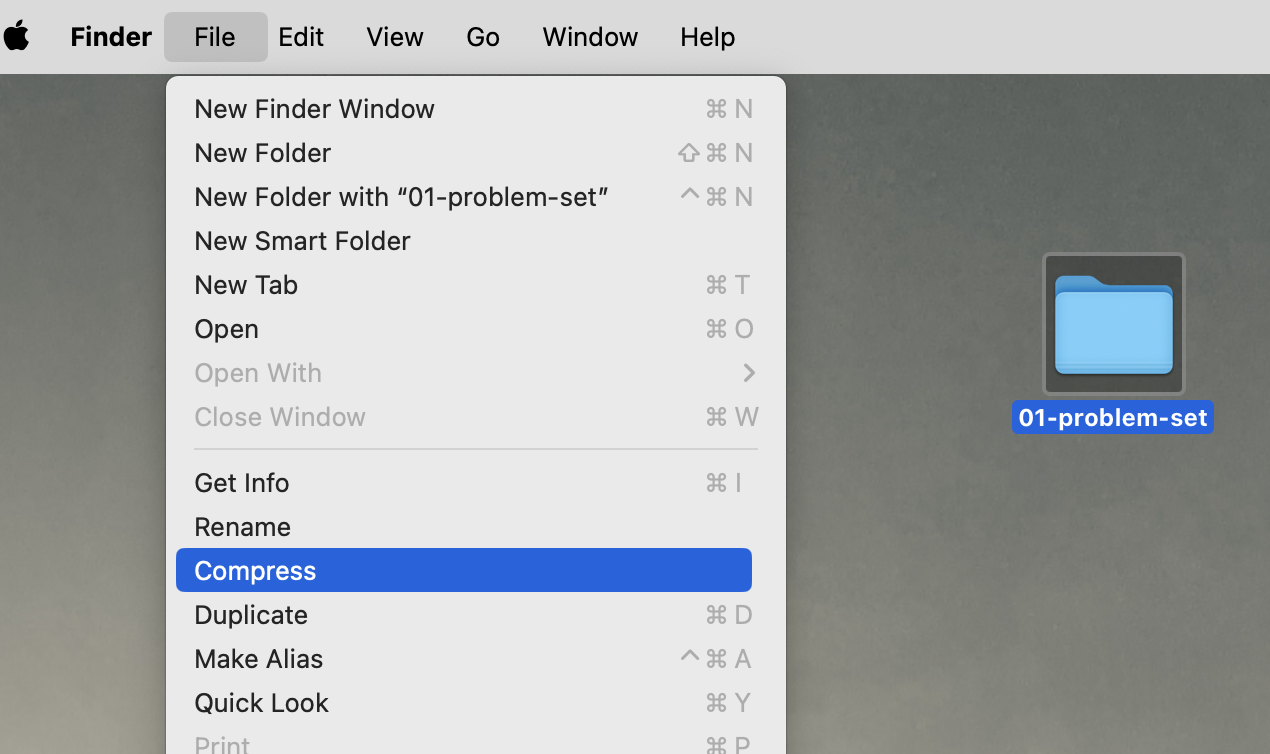 Finder File Edit View Go Window Help
New Finder Window ⌘ N
New Folder ⇧ ⌘ N
New Folder with “01-problem-set” ^ ⌘ N
New Smart Folder
New Tab ⌘ T
Open ⌘ O
Open With >
Close Window ⌘ W
Get Info ⌘ I
Rename
Compress
Duplicate ⌘ D
Make Alias ^ ⌘ A
Quick Look ⌘ Y
Print ⌘ P
01-problem-set